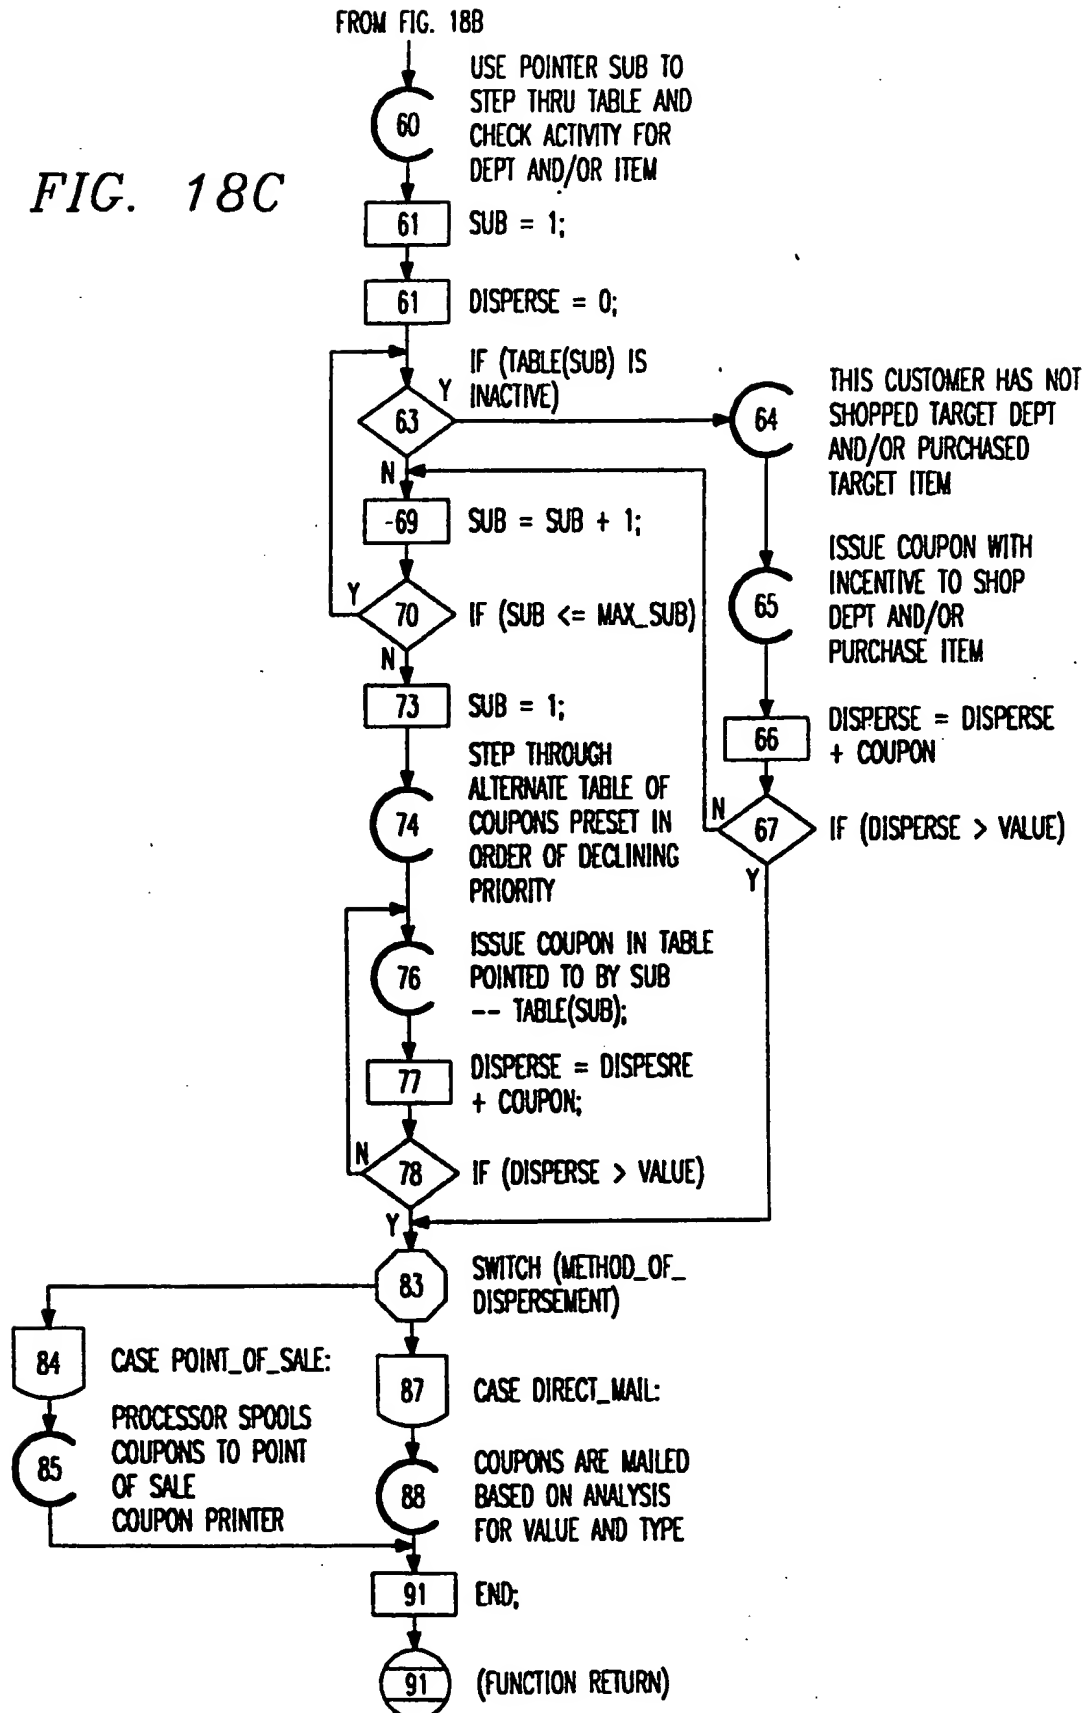 FROM FIG. 18B
USE POINTER SUB TO
STEP THRU TABLE AND
CHECK ACTIVITY FOR
DEPT AND/OR ITEM
60
FIG. 18C
61
SUB = 1;
61
DISPERSE = 0;
IF (TABLE(SUB) IS
INACTIVE)
Y
63
N
64
THIS CUSTOMER HAS NOT
SHOPPED TARGET DEPT
AND/OR PURCHASED
TARGET ITEM
-69
SUB = SUB + 1;
65
ISSUE COUPON WITH
INCENTIVE TO SHOP
DEPT AND/OR
PURCHASE ITEM
Y
70
IF (SUB <= MAX_SUB)
N
73
SUB = 1;
66
DISPERSE = DISPERSE
+ COUPON
74
STEP THROUGH
ALTERNATE TABLE OF
COUPONS PRESET IN
ORDER OF DECLINING
PRIORITY
N
67
IF (DISPERSE > VALUE)
Y
76
ISSUE COUPON IN TABLE
POINTED TO BY SUB
-- TABLE(SUB);
77
DISPERSE = DISPESRE
+ COUPON;
N
78
IF (DISPERSE > VALUE)
Y
83
SWITCH (METHOD_OF_
DISPERSEMENT)
84
CASE POINT_OF_SALE:
87
CASE DIRECT_MAIL:
85
PROCESSOR SPOOLS
COUPONS TO POINT
OF SALE
COUPON PRINTER
88
COUPONS ARE MAILED
BASED ON ANALYSIS
FOR VALUE AND TYPE
91
END;
91
(FUNCTION RETURN)